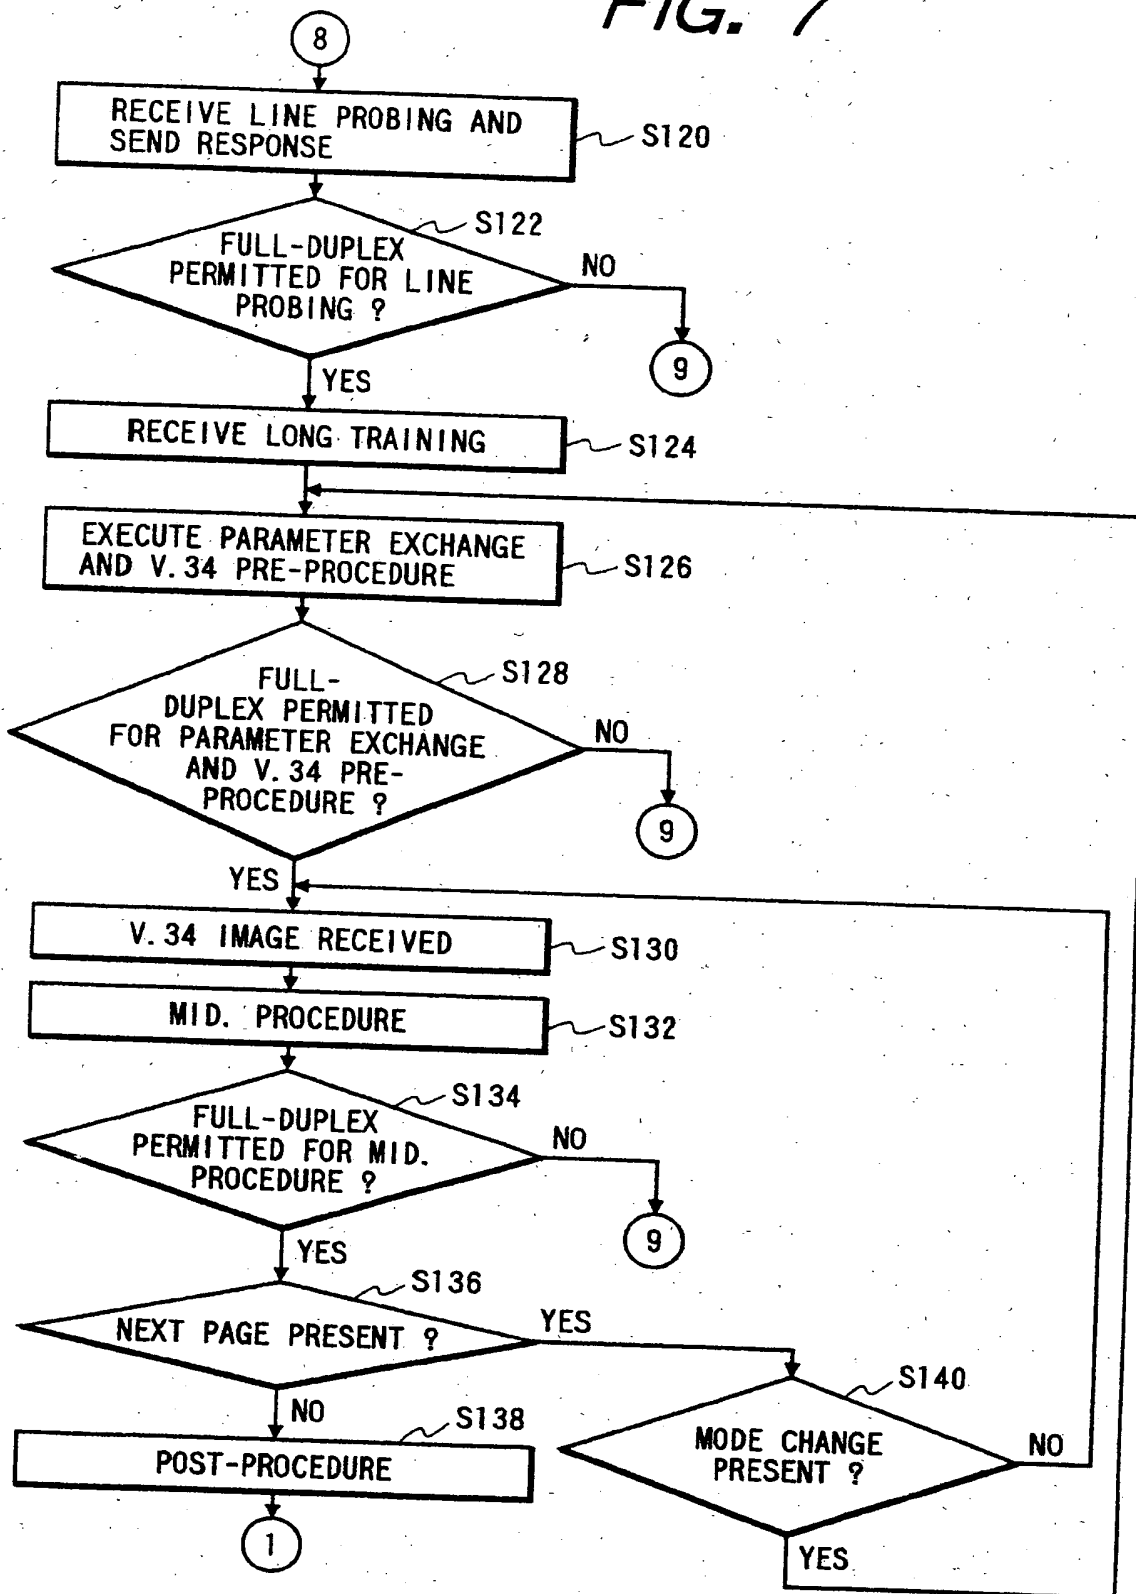 FIG. 7
8
RECEIVE LINE PROBING AND
SEND RESPONSE
S120
S122
FULL-DUPLEX
PERMITTED FOR LINE
PROBING ?
NO
9
YES
RECEIVE LONG TRAINING
S124
EXECUTE PARAMETER EXCHANGE
AND V.34 PRE-PROCEDURE
S126
S128
FULL-
DUPLEX PERMITTED
FOR PARAMETER EXCHANGE
AND V.34 PRE-
PROCEDURE ?
NO
9
YES
V.34 IMAGE RECEIVED
S130
MID. PROCEDURE
S132
S134
FULL-DUPLEX
PERMITTED FOR MID.
PROCEDURE ?
NO
9
YES
S136
NEXT PAGE PRESENT ?
YES
S140
MODE CHANGE
PRESENT ?
NO
YES
NO
S138
POST-PROCEDURE
1